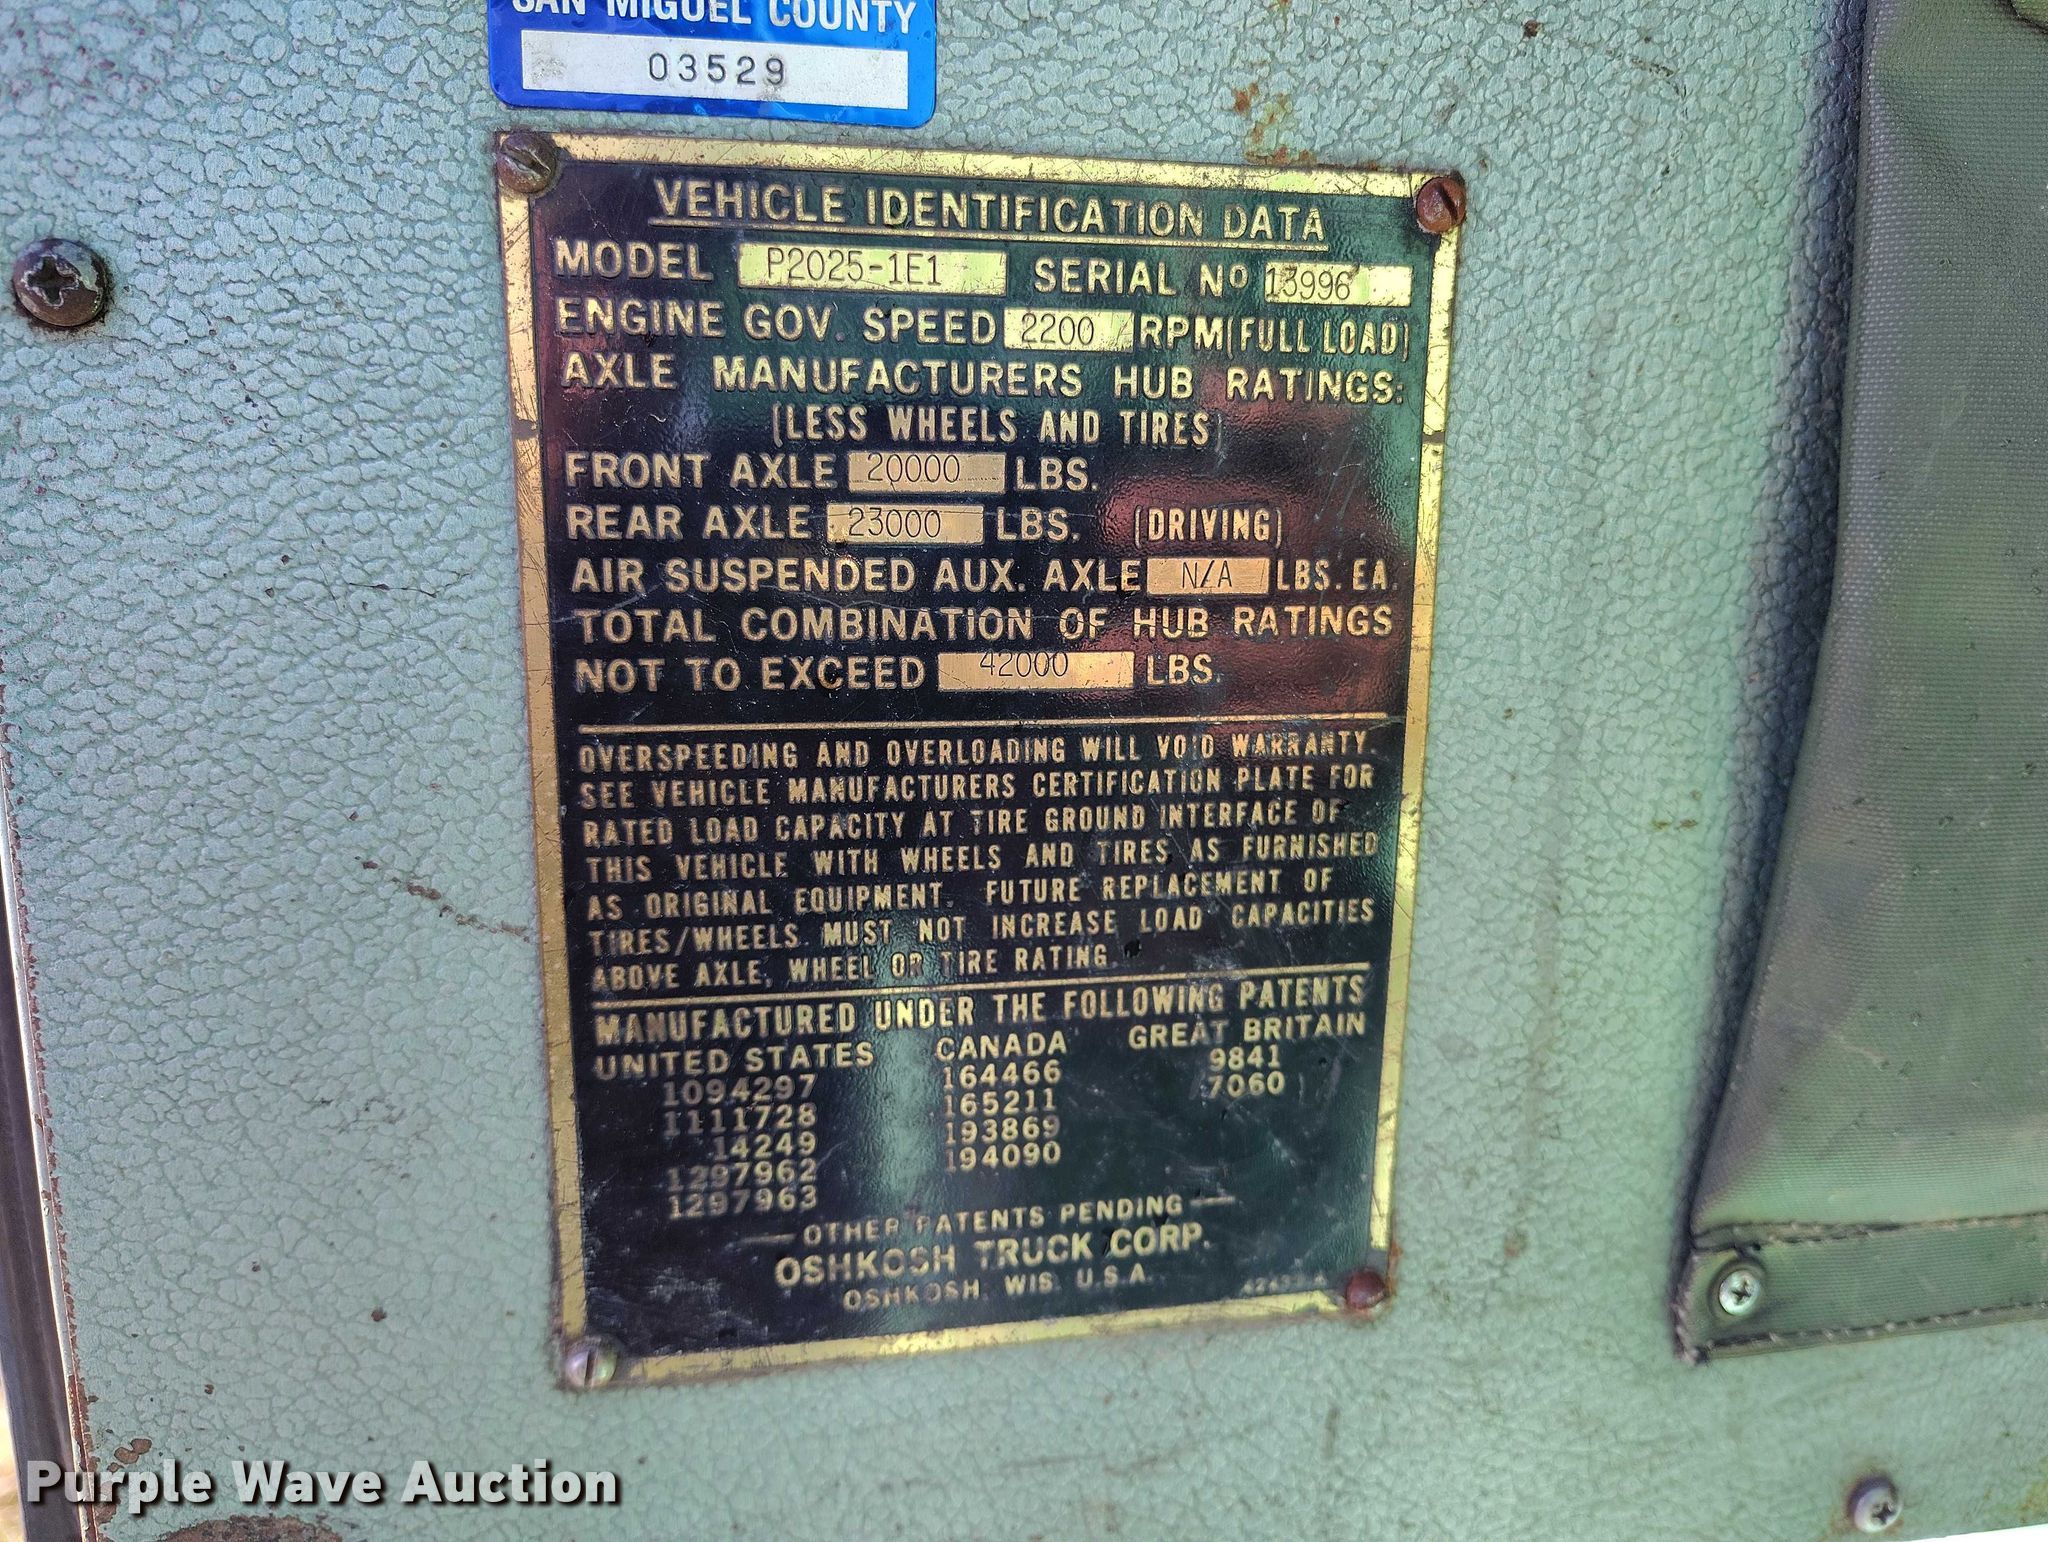 SAN MIGUEL COUNTY
03529
VEHICLE IDENTIFICATION DATA
MODEL P2025-1E1 SERIAL Nº 13996
ENGINE GOV. SPEED 2200 RPM (FULL LOAD)
AXLE MANUFACTURERS HUB RATINGS:
(LESS WHEELS AND TIRES)
FRONT AXLE 20000 LBS.
REAR AXLE 23000 LBS. (DRIVING)
AIR SUSPENDED AUX. AXLE N/A LBS. EA.
TOTAL COMBINATION OF HUB RATINGS
NOT TO EXCEED 42000 LBS.
OVERSPEEDING AND OVERLOADING WILL VOID WARRANTY.
SEE VEHICLE MANUFACTURERS CERTIFICATION PLATE FOR
RATED LOAD CAPACITY AT TIRE GROUND INTERFACE OF
THIS VEHICLE WITH WHEELS AND TIRES AS FURNISHED
AS ORIGINAL EQUIPMENT. FUTURE REPLACEMENT OF
TIRES/WHEELS MUST NOT INCREASE LOAD CAPACITIES
ABOVE AXLE, WHEEL OR TIRE RATING.
MANUFACTURED UNDER THE FOLLOWING PATENTS
UNITED STATES CANADA GREAT BRITAIN
1094297 164466 9841
1111728 165211 7060
14249 193869
1297962 194090
1297963
OTHER PATENTS PENDING
OSHKOSH TRUCK CORP.
OSHKOSH, WIS. U.S.A.
Purple Wave Auction